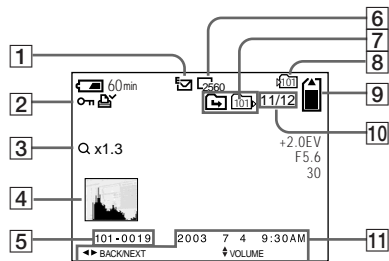 6
7
1 8
60min 2560 101
2 101 11/12 9
10
+2.0EV
3 x1.3 F5.6
30
4
5 101-0019 2003 7 4 9:30AM 11
BACK/NEXT VOLUME